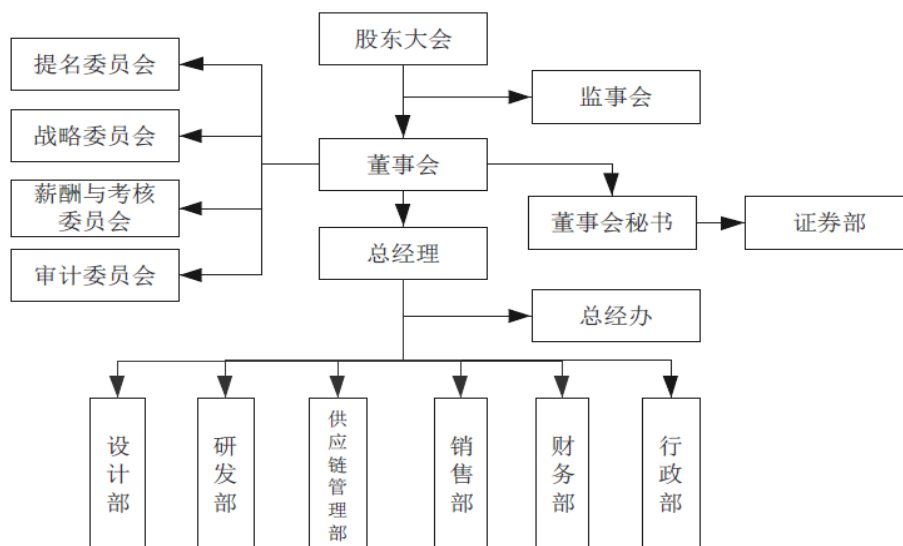 股东大会
提名委员会
监事会
战略委员会
董事会
薪酬与考核
委员会
董事会秘书
证券部
总经理
审计委员会
总经办
设计部
研发部
供应链管理部
销售部
财务部
行政部